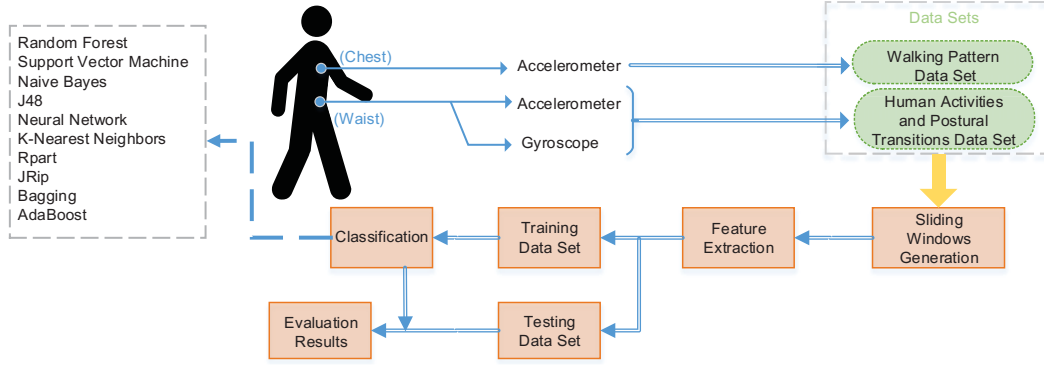 Random Forest
Support Vector Machine
Naive Bayes
J48
Neural Network
K-Nearest Neighbors
Rpart
JRip
Bagging
AdaBoost
(Chest)
(Waist)
Accelerometer
Accelerometer
Gyroscope
Data Sets
Walking Pattern
Data Set
Human Activities
and Postural
Transitions Data Set
Classification
Training
Data Set
Feature
Extraction
Sliding
Windows
Generation
Evaluation
Results
Testing
Data Set